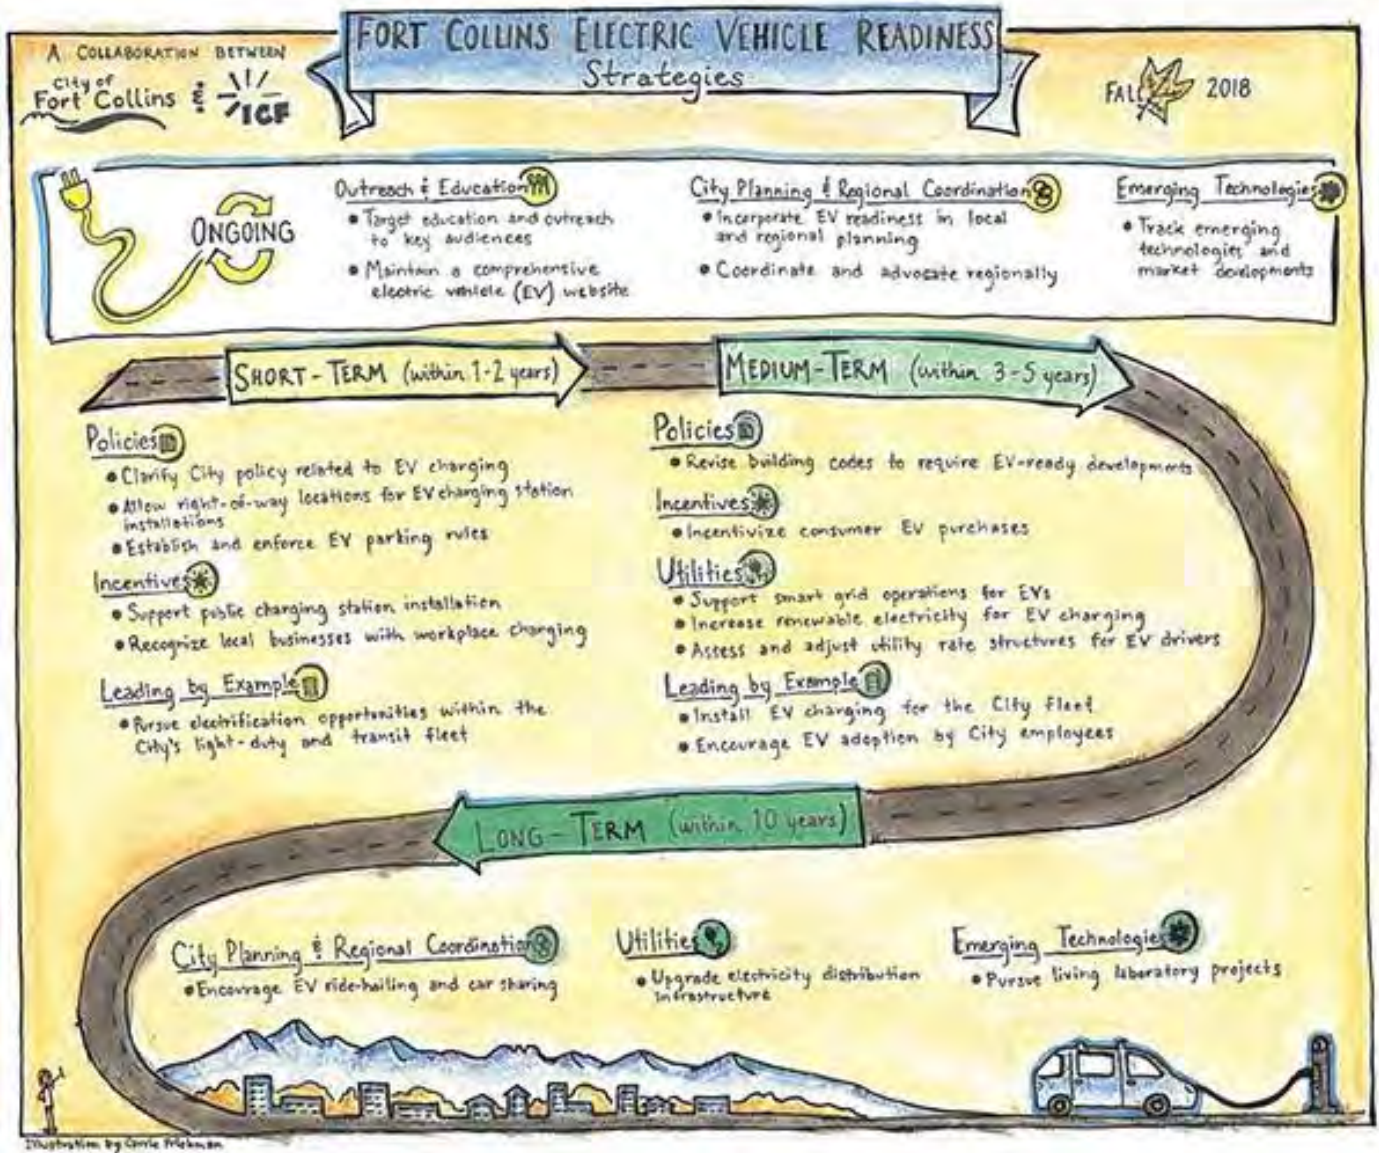 FORT COLLINS ELECTRIC VEHICLE READINESS
Strategies
A COLLABORATION BETWEEN
City of
Fort Collins & ICF
FALL 2018
ONGOING
Outreach & Education
• Target education and outreach
to key audiences
• Maintain a comprehensive
electric vehicle (EV) website
City Planning & Regional Coordination
• Incorporate EV readiness in local
and regional planning
• Coordinate and advocate regionally
Emerging Technologies
• Track emerging
technologies and
market developments
SHORT-TERM (within 1-2 years)
Policies
• Clarify City policy related to EV charging
• Allow right-of-way locations for EV charging station
installations
• Establish and enforce EV parking rules
Incentives
• Support public charging station installation
• Recognize local businesses with workplace charging
Leading by Example
• Pursue electrification opportunities within the
City's light-duty and transit fleet
MEDIUM-TERM (within 3-5 years)
Policies
• Revise building codes to require EV-ready developments
Incentives
• Incentivize consumer EV purchases
Utilities
• Support smart grid operations for EVs
• Increase renewable electricity for EV charging
• Assess and adjust utility rate structures for EV drivers
Leading by Example
• Install EV charging for the City fleet
• Encourage EV adoption by City employees
LONG-TERM (within 10 years)
City Planning & Regional Coordination
• Encourage EV ride-hailing and car sharing
Utilities
• Upgrade electricity distribution
infrastructure
Emerging Technologies
• Pursue living laboratory projects
Illustration by